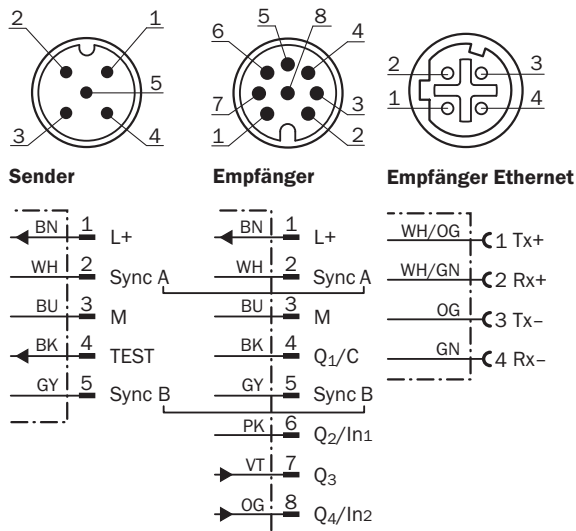 2 1
5
3 4
5 8
6 4
7 3
1 2
2 3
1 4
Sender
Empfänger
Empfänger Ethernet
BN 1 L+
WH 2 Sync A
BU 3 M
BK 4 TEST
GY 5 Sync B
BN 1 L+
WH 2 Sync A
BU 3 M
BK 4 Q1/C
GY 5 Sync B
PK 6 Q2/In1
VT 7 Q3
OG 8 Q4/In2
WH/OG 1 Tx+
WH/GN 2 Rx+
OG 3 Tx–
GN 4 Rx–